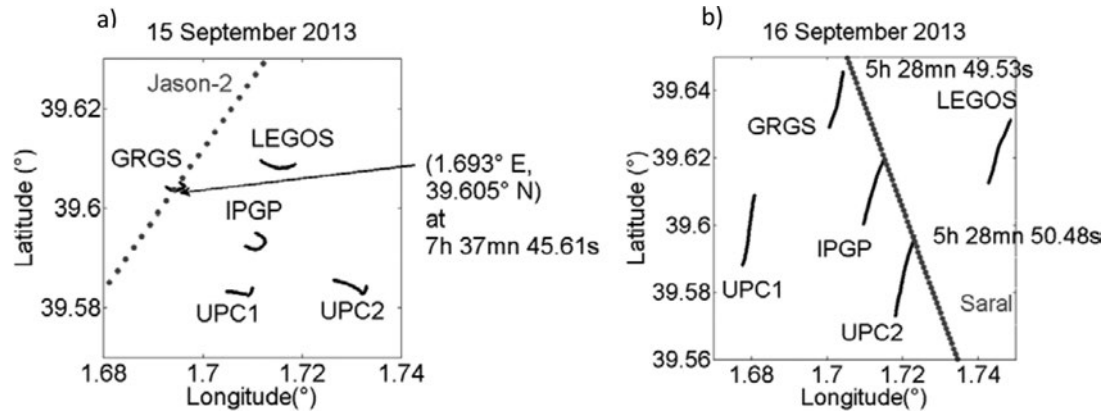 a)
15 September 2013
Jason-2
39.62
39.6
39.58
Latitude (°)
LEGOS
GRGS
IPGP
UPC1
UPC2
(1.693° E,
39.605° N)
at
7h 37mn 45.61s
1.68
1.7
1.72
1.74
Longitude(°)
b)
16 September 2013
5h 28mn 49.53s
LEGOS
GRGS
39.64
39.62
39.6
39.58
39.56
Latitude (°)
IPGP
5h 28mn 50.48s
UPC1
UPC2
Saral
1.68
1.7
1.72
1.74
Longitude(°)